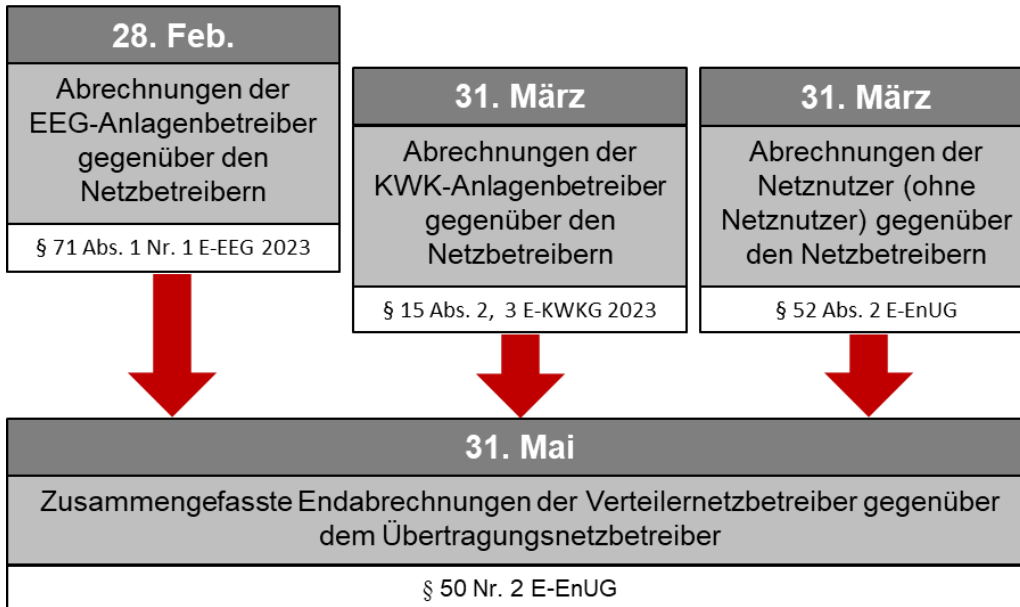 28. Feb.
Abrechnungen der
EEG-Anlagenbetreiber
gegenüber den
Netzbetreibern
§ 71 Abs. 1 Nr. 1 E-EEG 2023
31. März
Abrechnungen der
KWK-Anlagenbetreiber
gegenüber den
Netzbetreibern
§ 15 Abs. 2, 3 E-KWKG 2023
31. März
Abrechnungen der
Netznutzer (ohne
Netznutzer) gegenüber
den Netzbetreibern
§ 52 Abs. 2 E-EnUG
31. Mai
Zusammengefasste Endabrechnungen der Verteilernetzbetreiber gegenüber
dem Übertragungsnetzbetreiber
§ 50 Nr. 2 E-EnUG